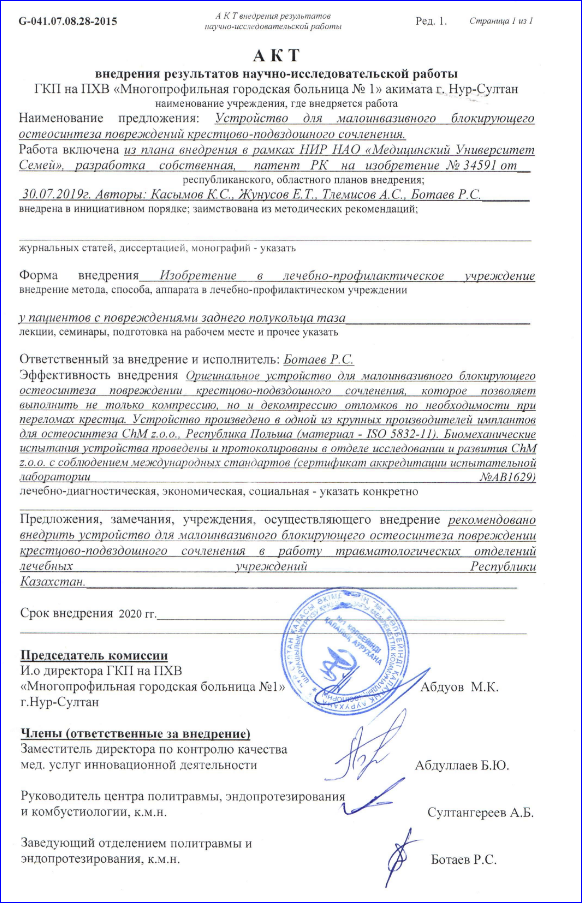 G-041.07.08.28-2015
А К Т внедрения результатов
научно-исследовательской работы
Ред. 1.
Страница 1 из 1
А К Т
внедрения результатов научно-исследовательской работы
ГКП на ПХВ «Многопрофильная городская больница № 1» акимата г. Нур-Султан
наименование учреждения, где внедряется работа
Наименование предложения: Устройство для малоинвазивного блокирующего
остеосинтеза повреждений крестцово-подвздошного сочленения.
Работа включена из плана внедрения в рамках НИР НАО «Медицинский Университет
Семей», разработка собственная, патент РК на изобретение № 34591 от
республиканского, областного планов внедрения;
30.07.2019г. Авторы: Касымов К.С., Жунусов Е.Т., Тлемисов А.С., Ботаев Р.С.
внедрена в инициативном порядке; заимствована из методических рекомендаций;
журнальных статей, диссертацией, монографий - указать
Форма внедрения Изобретение в лечебно-профилактическое учреждение
внедрение метода, способа, аппарата в лечебно-профилактическом учреждении
у пациентов с повреждениями заднего полукольца таза
лекции, семинары, подготовка на рабочем месте и прочее указать
Ответственный за внедрение и исполнитель: Ботаев Р.С.
Эффективность внедрения Оригинальное устройство для малоинвазивного блокирующего
остеосинтеза повреждении крестцово-подвздошного сочленения, которое позволяет
выполнить не только компрессию, но и декомпрессию отломков по необходимости при
переломах крестца. Устройство произведено в одной из крупных производителей имплантов
для остеосинтеза ChM z.o.o., Республика Польша (материал - ISO 5832-11). Биомеханические
испытания устройства проведены и протоколированы в отделе исследовании и развития ChM
z.o.o. с соблюдением международных стандартов (сертификат аккредитации испытательной
лаборатории №АВ1629)
лечебно-диагностическая, экономическая, социальная - указать конкретно
Предложения, замечания, учреждения, осуществляющего внедрение рекомендовано
внедрить устройство для малоинвазивного блокирующего остеосинтеза повреждении
крестцово-подвздошного сочленения в работу травматологических отделений
лечебных учреждений Республики
Казахстан.
Срок внедрения 2020 гг.
Председатель комиссии
И.о директора ГКП на ПХВ
«Многопрофильная городская больница №1»
г.Нур-Султан
Абдуов М.К.
Члены (ответственные за внедрение)
Заместитель директора по контролю качества
мед. услуг инновационной деятельности
Абдуллаев Б.Ю.
Руководитель центра политравмы, эндопротезирования
и комбустиологии, к.м.н.
Султангереев А.Б.
Заведующий отделением политравмы и
эндопротезирования, к.м.н.
Ботаев Р.С.